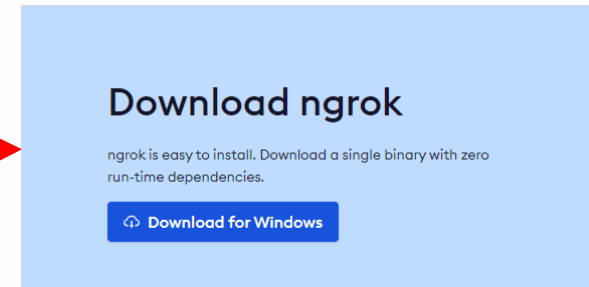 Download ngrok
ngrok is easy to install. Download a single binary with zero
run-time dependencies.
Download for Windows